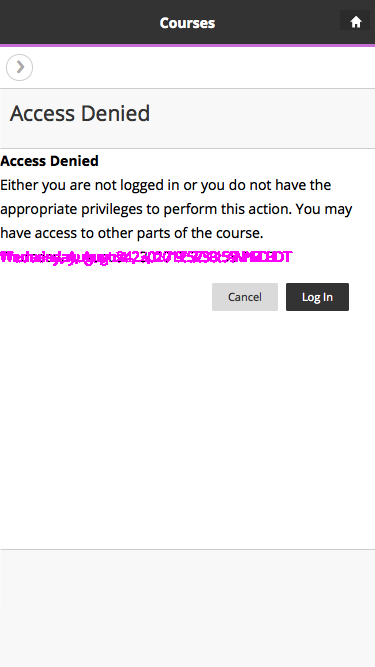 Courses
Access Denied
Access Denied
Either you are not logged in or you do not have the
appropriate privileges to perform this action. You may
have access to other parts of the course.
Cancel
Log In